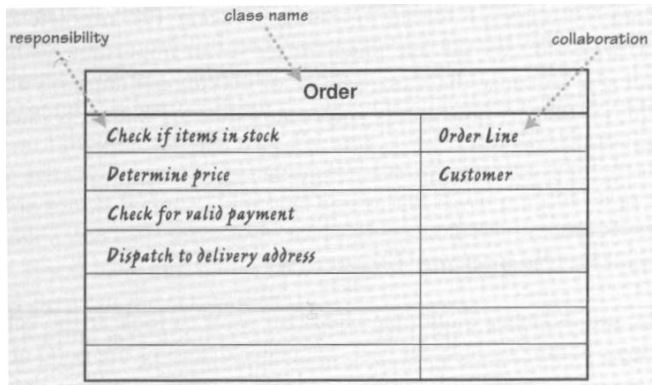 class name
responsibility
collaboration
Order
Check if items in stock
Order Line
Determine price
Customer
Check for valid payment
Dispatch to delivery address